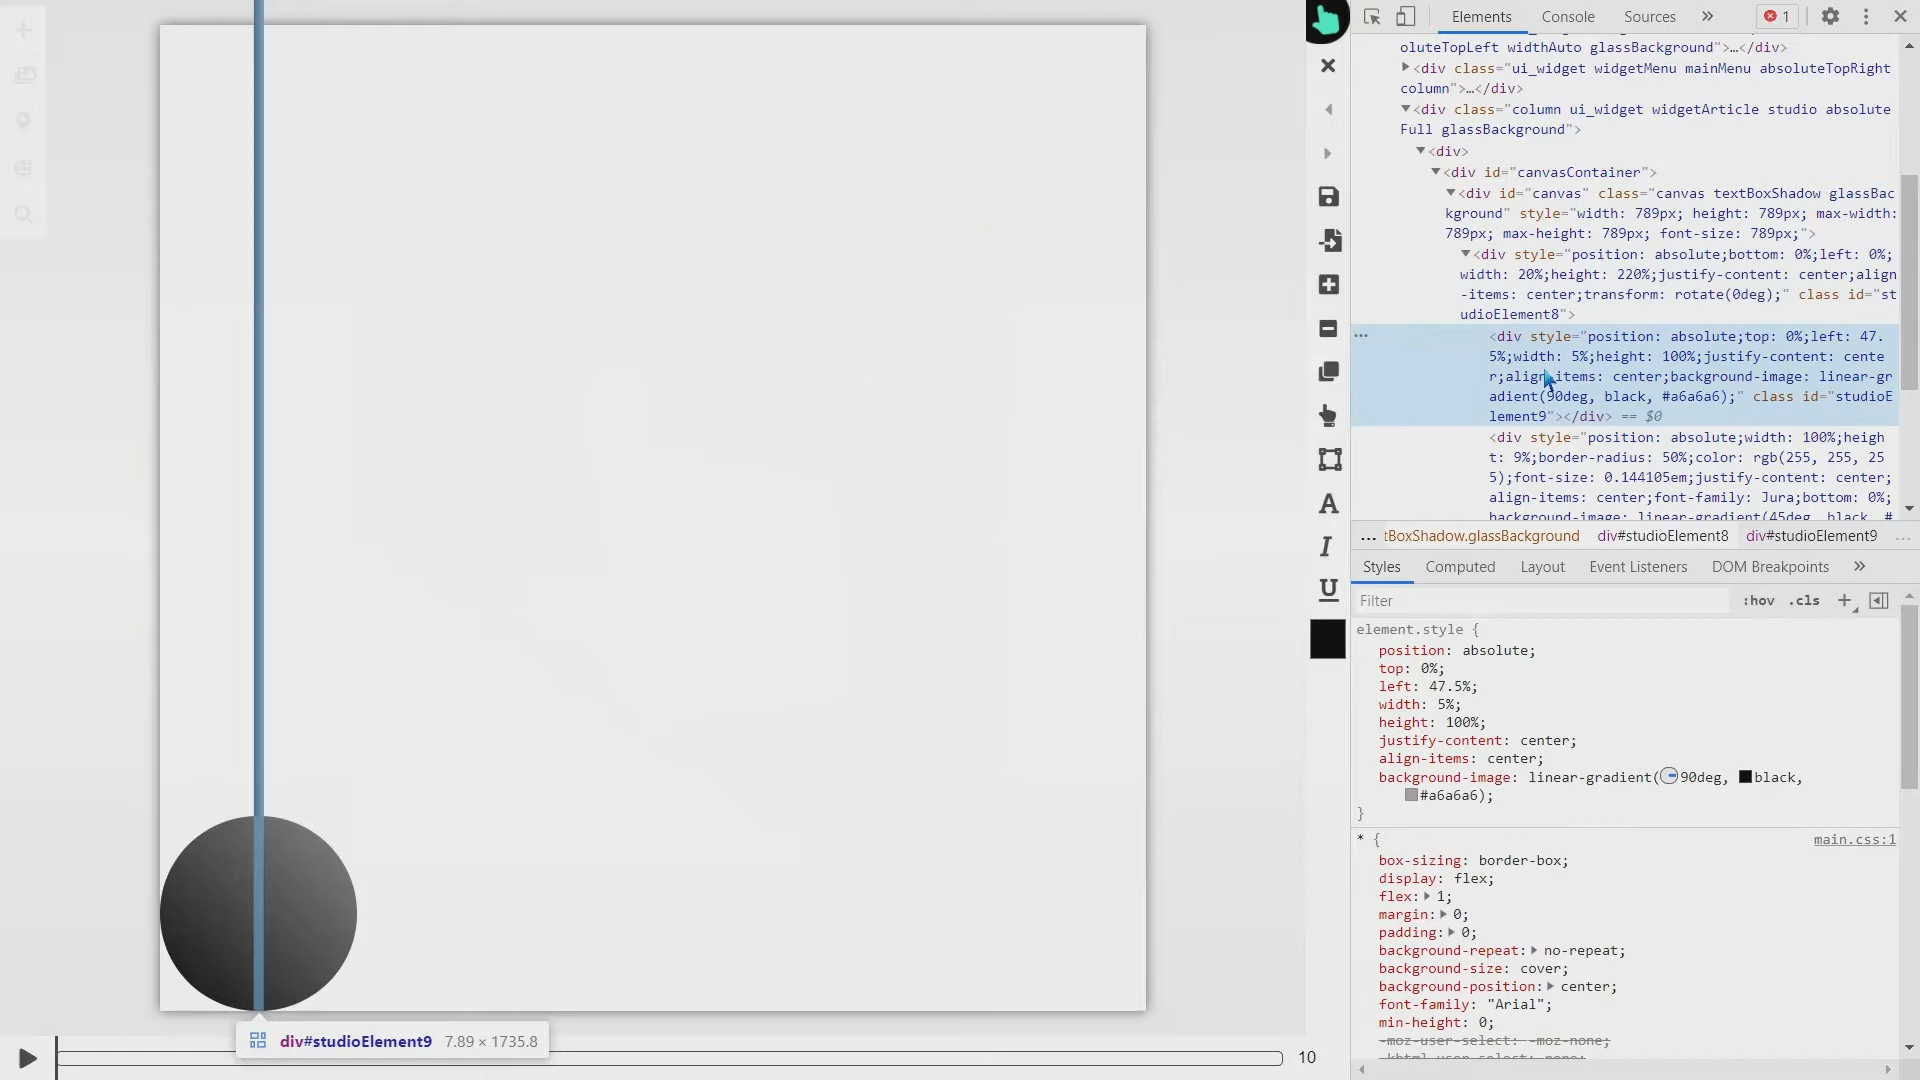 Elements
Console
Sources
»
1
oluteTopLeft widthAuto glassBackground">…</div>
<div class="ui_widget widgetMenu mainMenu absoluteTopRight
column">…</div>
<div class="column ui_widget widgetArticle studio absolute
Full glassBackground">
<div>
<div id="canvasContainer">
<div id="canvas" class="canvas textBoxShadow glassBac
kground" style="width: 789px; height: 789px; max-width:
789px; max-height: 789px; font-size: 789px;">
<div style="position: absolute;bottom: 0%;left: 0%;
width: 20%;height: 220%;justify-content: center;align
-items: center;transform: rotate(0deg);" class id="st
udioElement8">
<div style="position: absolute;top: 0%;left: 47.
5%;width: 5%;height: 100%;justify-content: cente
r;align-items: center;background-image: linear-gr
adient(90deg, black, #a6a6a6);" class id="studioE
lement9"></div> == $0
<div style="position: absolute;width: 100%;heigh
t: 9%;border-radius: 50%;color: rgb(255, 255, 25
5);font-size: 0.144105em;justify-content: center;
align-items: center;font-family: Jura;bottom: 0%;
background-image: linear-gradient(45deg, black, #
... tBoxShadow.glassBackground div#studioElement8 div#studioElement9 ...
Styles
Computed
Layout
Event Listeners
DOM Breakpoints
»
Filter
:hov
.cls
element.style {
position: absolute;
top: 0%;
left: 47.5%;
width: 5%;
height: 100%;
justify-content: center;
align-items: center;
background-image: linear-gradient(90deg, black,
#a6a6a6);
}
* {
main.css:1
box-sizing: border-box;
display: flex;
flex: 1;
margin: 0;
padding: 0;
background-repeat: no-repeat;
background-size: cover;
background-position: center;
font-family: "Arial";
min-height: 0;
-moz-user-select: -moz-none;
-khtml-user-select: none;
A
I
U
div#studioElement9 7.89 × 1735.8
10